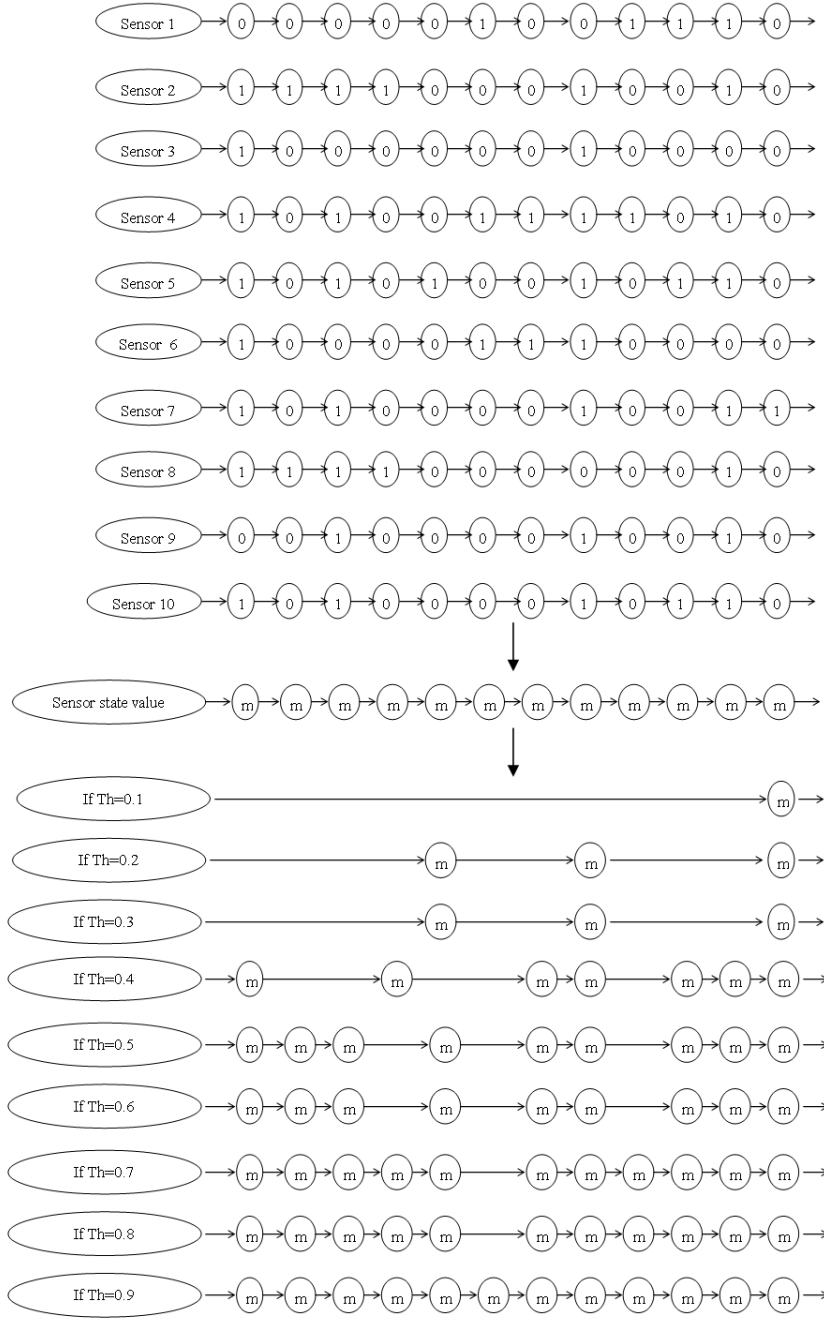 Sensor 1 0 0 0 0 0 1 0 0 1 1 1 0
Sensor 2 1 1 1 1 0 0 0 1 0 0 1 0
Sensor 3 1 0 0 0 0 0 0 1 0 0 0 0
Sensor 4 1 0 1 0 0 1 1 1 1 0 1 0
Sensor 5 1 0 1 0 1 0 0 1 0 1 1 0
Sensor 6 1 0 0 0 0 1 1 1 0 0 0 0
Sensor 7 1 0 1 0 0 0 0 1 0 0 1 1
Sensor 8 1 1 1 1 0 0 0 0 0 0 1 0
Sensor 9 0 0 1 0 0 0 0 1 0 0 1 0
Sensor 10 1 0 1 0 0 0 0 1 0 1 1 0
Sensor state value m m m m m m m m m m m m
If Th=0.1 m
If Th=0.2 m m m
If Th=0.3 m m m
If Th=0.4 m m m m m m m
If Th=0.5 m m m m m m m m m
If Th=0.6 m m m m m m m m m
If Th=0.7 m m m m m m m m m m m
If Th=0.8 m m m m m m m m m m m
If Th=0.9 m m m m m m m m m m m m